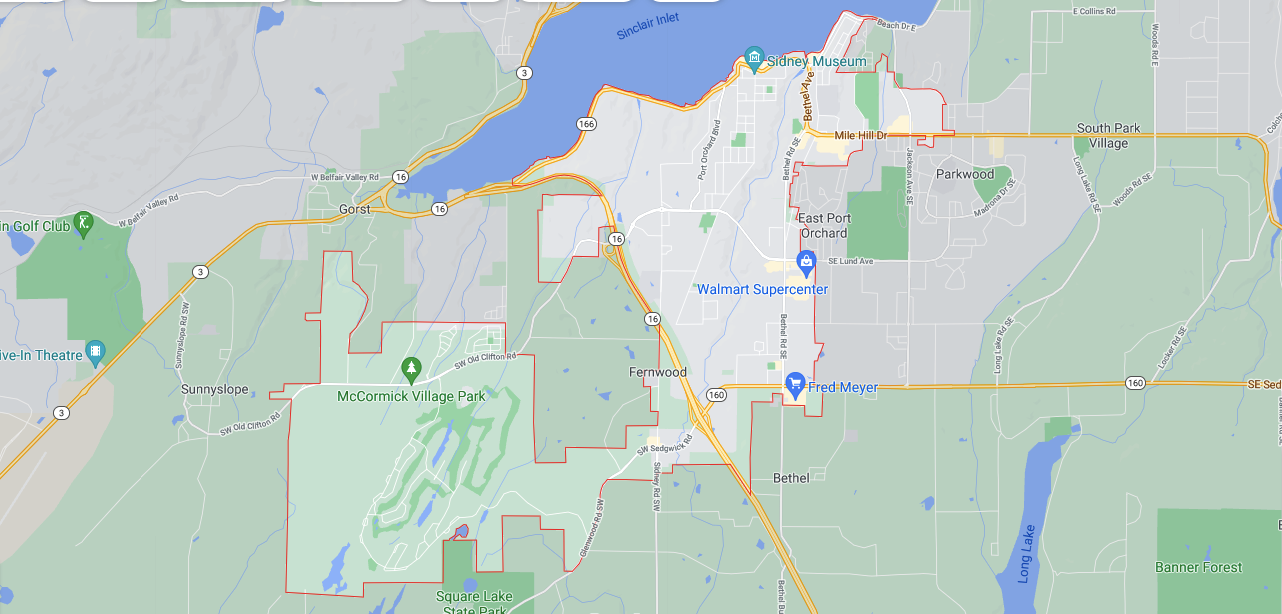 E Collins Rd
Beach Dr E
Sinclair Inlet
Woods Rd E
3
Sidney Museum
Bethel Ave
166
Mile Hill Dr
South Park
Village
Port Orchard Blvd
Bethel Rd SE
Jackson Ave SE
Parkwood
Long Lake Rd SE
Woods Rd SE
Madrona Dr SE
W Belfair Valley Rd
16
W Belfair Valley Rd
Gorst
16
in Golf Club
East Port
Orchard
16
SE Lund Ave
3
Walmart Supercenter
Sunnyslope Rd SW
16
Bethel Rd SE
Long Lake Rd SE
Locker Rd SE
ive-In Theatre
SW Old Clifton Rd
Fernwood
Sunnyslope
McCormick Village Park
160
Fred Meyer
160
SE Sed
3
SW Old Clifton Rd
SW Sedgwick Rd
Sidney Rd SW
Bethel
Glenwood Rd SW
Long Lake
Banner Forest
Square Lake
State Park
Bethel Bu